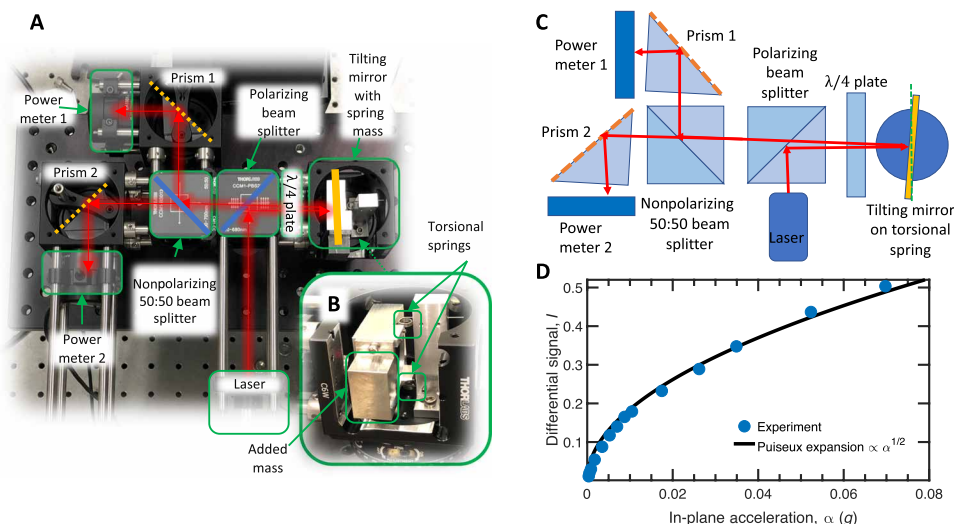 A
Prism 1
Power
meter 1
Polarizing
beam
splitter
Tilting
mirror
with
spring
mass
Prism 2
λ/4 plate
Torsional
springs
Nonpolarizing
50:50 beam
splitter
Power
meter 2
Laser
B
Added
mass
THORLABS
C6W
C
Power
meter 1
Prism 1
Polarizing
beam
splitter
λ/4 plate
Prism 2
Power
meter 2
Nonpolarizing
50:50 beam
splitter
Laser
Tilting mirror
on torsional
spring
D
Differential signal, I
0.5
0.4
0.3
0.2
0.1
Experiment
Puiseux expansion ∝ α^1/2
0
0.02
0.04
0.06
0.08
In-plane acceleration, α (g)